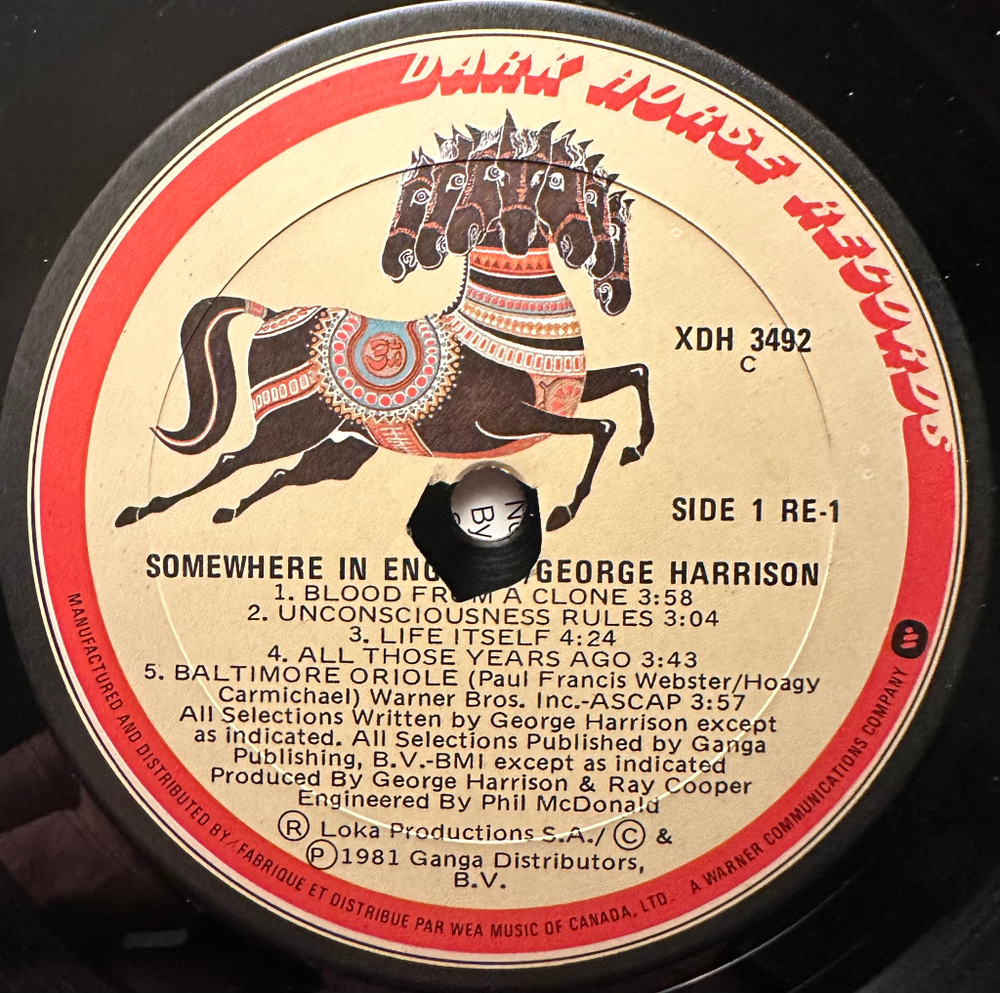 DARK HORSE RECORDS
XDH 3492
C
SIDE 1 RE-1
SOMEWHERE IN ENG /GEORGE HARRISON
1. BLOOD FROM A CLONE 3:58
2. UNCONSCIOUSNESS RULES 3:04
3. LIFE ITSELF 4:24
4. ALL THOSE YEARS AGO 3:43
5. BALTIMORE ORIOLE (Paul Francis Webster/Hoagy
Carmichael) Warner Bros. Inc.-ASCAP 3:57
All Selections Written by George Harrison except
as indicated. All Selections Published by Ganga
Publishing, B.V.-BMI except as indicated
Produced By George Harrison & Ray Cooper
Engineered By Phil McDonald
Ⓡ Loka Productions S.A./ © &
Ⓟ1981 Ganga Distributors,
B.V.
MANUFACTURED AND DISTRIBUTED BY/FABRIQUE ET DISTRIBUE PAR WEA MUSIC OF CANADA, LTD. A WARNER COMMUNICATIONS COMPANY
By